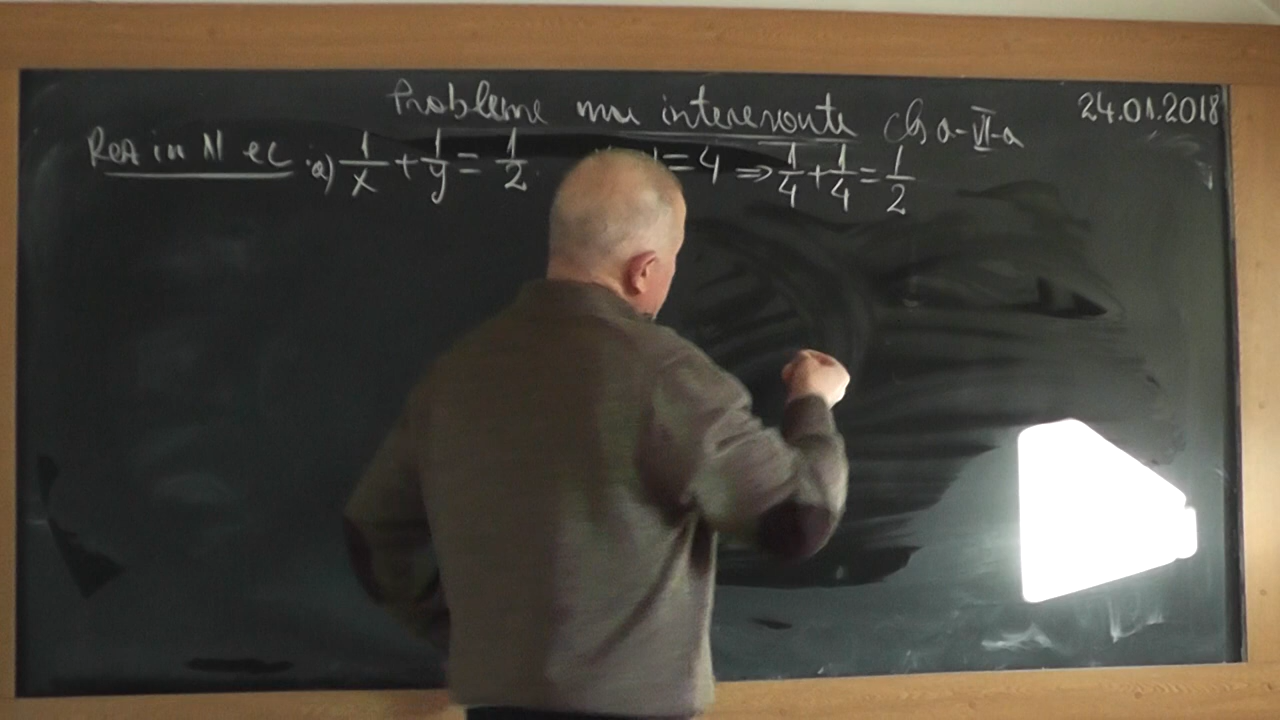 Probleme mai interesante cls a-VI-a 24.01.2018
Rez in N ec: a) 1/x + 1/y = 1/2 = 4 ⇒ 1/4 + 1/4 = 1/2